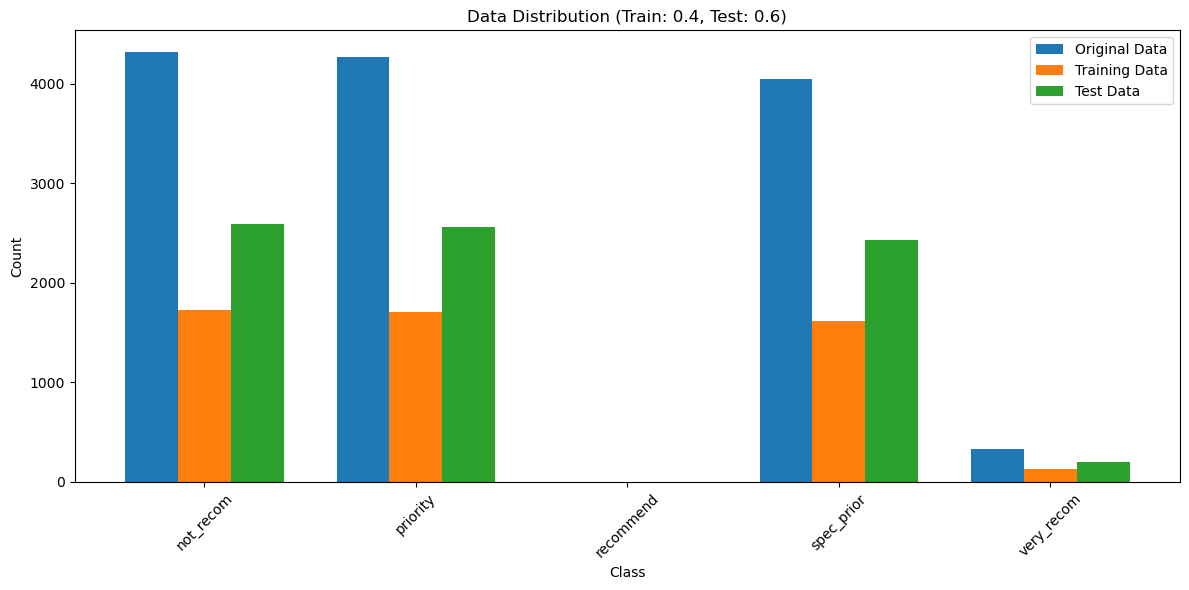 Data Distribution (Train: 0.4, Test: 0.6)
Original Data
Training Data
Test Data
Count
4000
3000
2000
1000
0
not_recom
priority
recommend
spec_prior
very_recom
Class